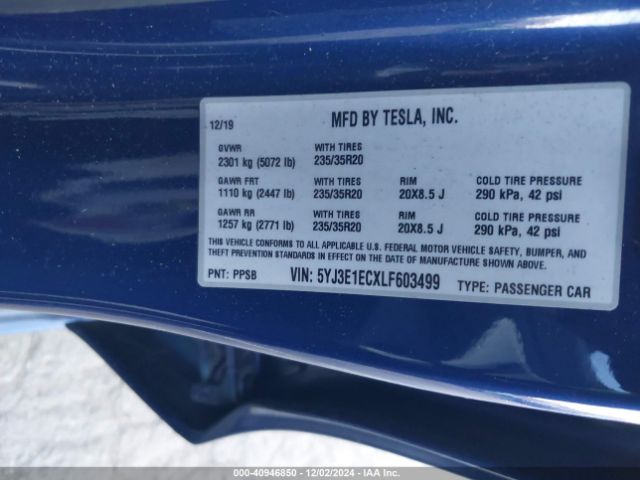 12/19 MFD BY TESLA, INC.
GVWR WITH TIRES
2301 kg (5072 lb) 235/35R20
GAWR FRT WITH TIRES RIM COLD TIRE PRESSURE
1110 kg (2447 lb) 235/35R20 20X8.5 J 290 kPa, 42 psi
GAWR RR WITH TIRES RIM COLD TIRE PRESSURE
1257 kg (2771 lb) 235/35R20 20X8.5 J 290 kPa, 42 psi
THIS VEHICLE CONFORMS TO ALL APPLICABLE U.S. FEDERAL MOTOR VEHICLE SAFETY, BUMPER, AND
THEFT PREVENTION STANDARDS IN EFFECT ON THE DATE OF MANUFACTURE SHOWN ABOVE.
PNT: PPSB VIN: 5YJ3E1ECXLF603499 TYPE: PASSENGER CAR
000-40946850 - 12/02/2024 - IAA Inc.